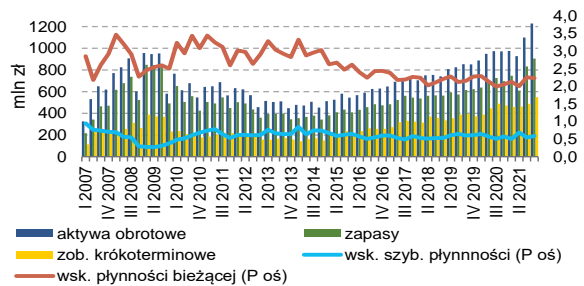 mln zł
1200
1000
800
600
400
200
0
4,0
3,5
3,0
2,5
2,0
1,5
1,0
0,5
0,0
I 2007
IV 2007
III 2008
II 2009
I 2010
IV 2010
III 2011
II 2012
I 2013
IV 2013
III 2014
II 2015
I 2016
IV 2016
III 2017
II 2018
I 2019
IV 2019
III 2020
II 2021
aktywa obrotowe
zapasy
zob. krókoterminowe
wsk. szyb. płynnności (P oś)
wsk. płynności bieżącej (P oś)